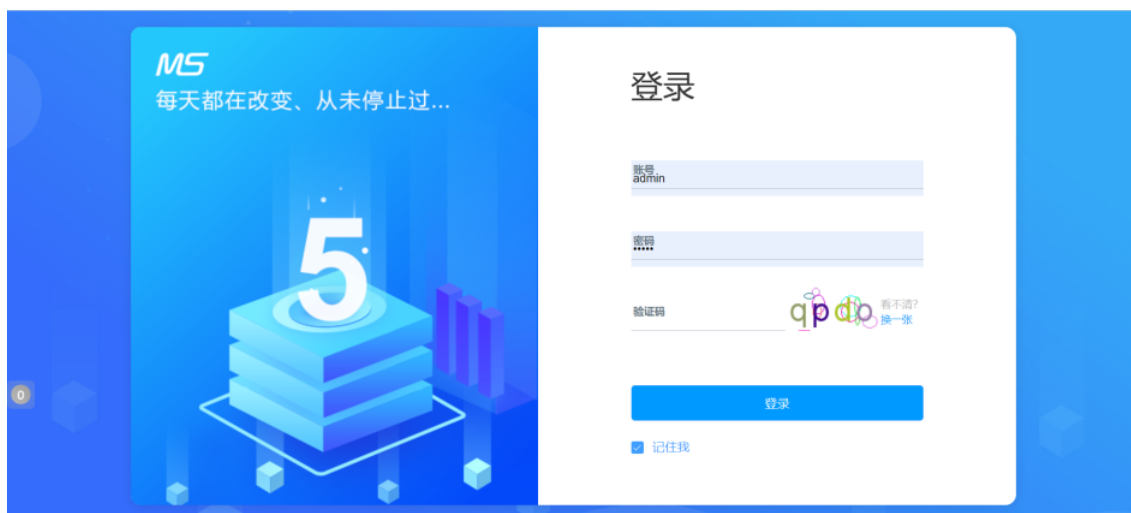 M5
每天都在改变、从未停止过...
5
登录
账号
admin
密码
•••••
验证码
qpdo
看不清?
换一张
登录
记住我
0